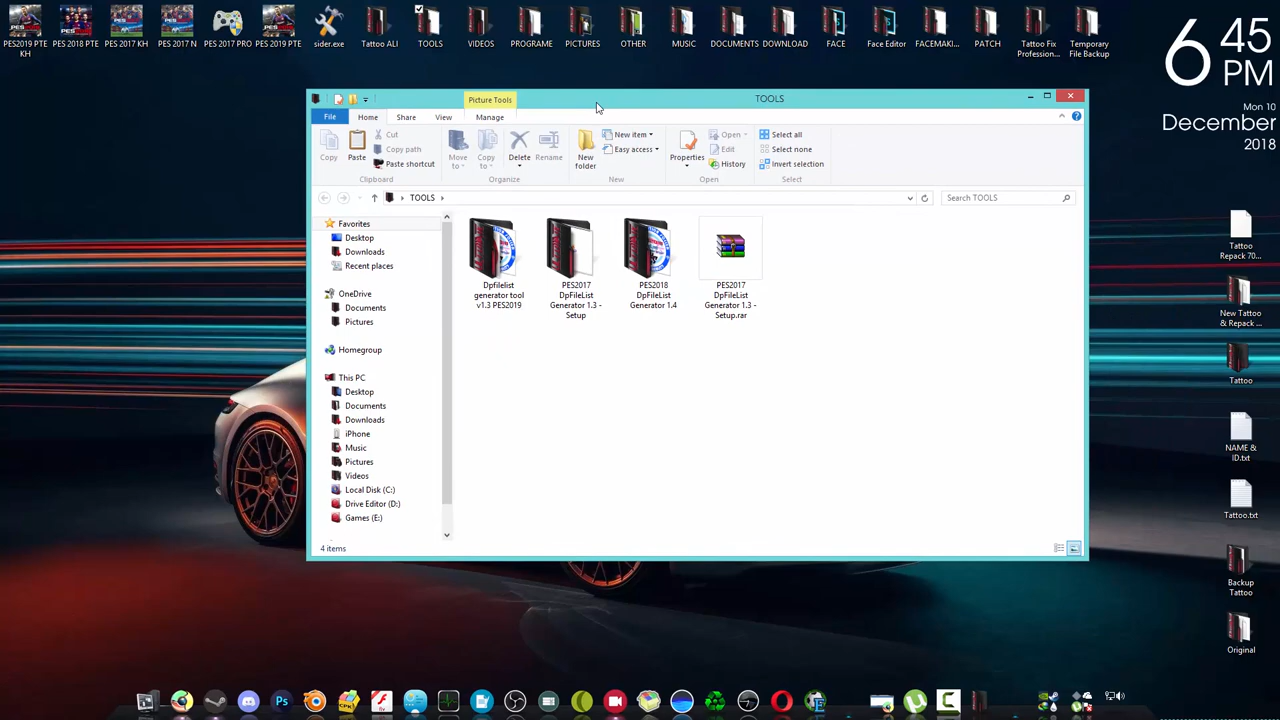 PES2019 PTE KH
PES 2018 PTE
PES 2017 KH
PES 2017 N
PES 2017 PRO
PES 2019 PTE
sider.exe
Tattoo ALI
TOOLS
VIDEOS
PROGRAME
PICTURES
OTHER
MUSIC
DOCUMENTS
DOWNLOAD
FACE
Face Editor
FACEMAKI...
PATCH
Tattoo Fix
Profession...
Temporary
File Backup
6 45
PM
Mon 10
December
2018
Picture Tools
TOOLS
File
Home
Share
View
Manage
Copy
Paste
Cut
Copy path
Paste shortcut
Clipboard
Move to
Copy to
Delete
Rename
Organize
New folder
New item
Easy access
New
Properties
Open
Edit
History
Open
Select all
Select none
Invert selection
Select
TOOLS
Search TOOLS
Favorites
Desktop
Downloads
Recent places
OneDrive
Documents
Pictures
Homegroup
This PC
Desktop
Documents
Downloads
iPhone
Music
Pictures
Videos
Local Disk (C:)
Drive Editor (D:)
Games (E:)
Dpfilelist
generator tool
v1.3 PES2019
PES2017
DpFileList
Generator 1.3 -
Setup
PES2018
DpFileList
Generator 1.4
PES2017
DpFileList
Generator 1.3 -
Setup.rar
4 items
Tattoo
Repack 70...
New Tattoo
& Repack ...
Tattoo
NAME &
ID.txt
Tattoo.txt
Backup
Tattoo
Original